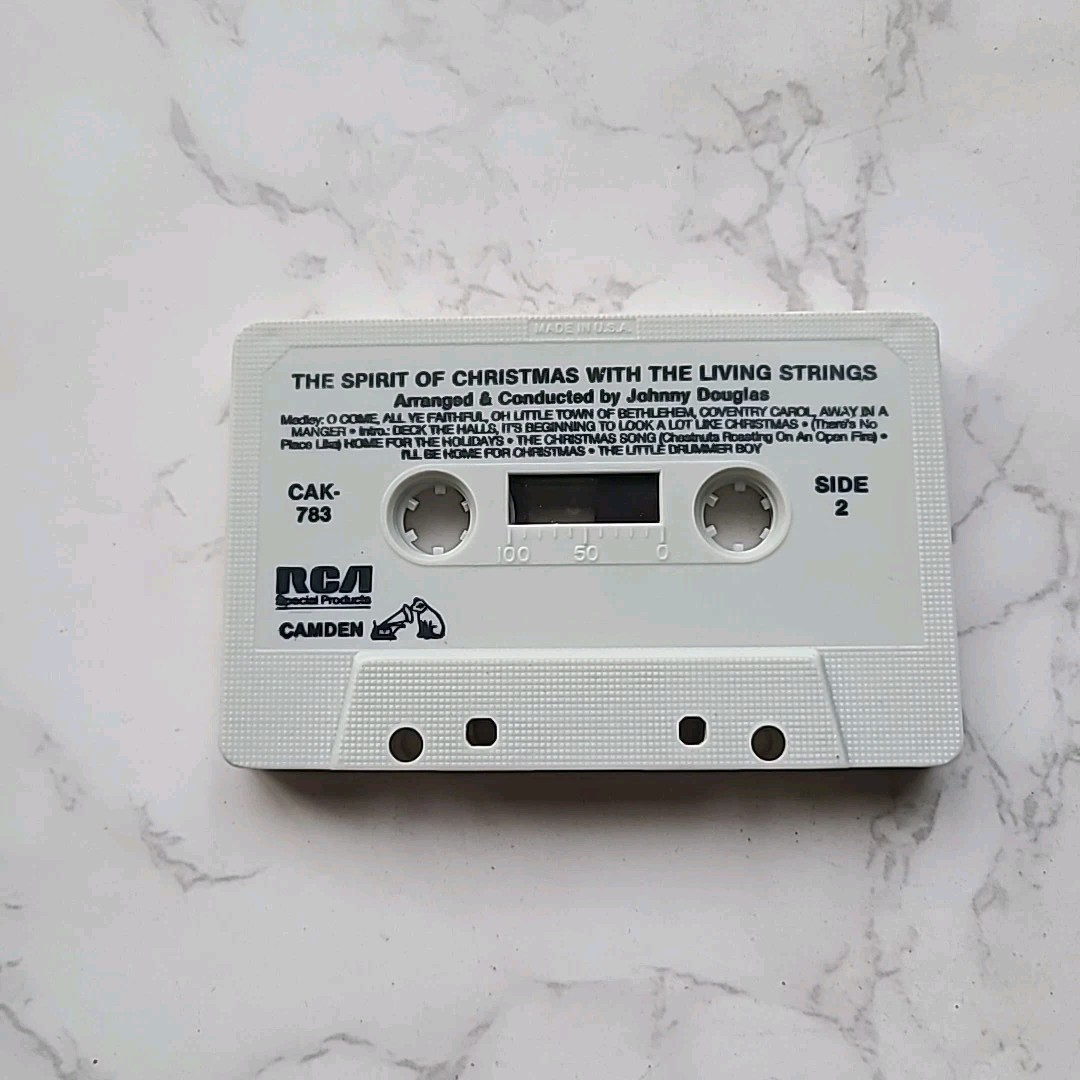 MADE IN U.S.A.
THE SPIRIT OF CHRISTMAS WITH THE LIVING STRINGS
Arranged & Conducted by Johnny Douglas
Medley: O COME, ALL YE FAITHFUL, OH LITTLE TOWN OF BETHLEHEM, COVENTRY CAROL, AWAY IN A
MANGER • Intro.: DECK THE HALLS, IT'S BEGINNING TO LOOK A LOT LIKE CHRISTMAS • (There's No
Place Like) HOME FOR THE HOLIDAYS • THE CHRISTMAS SONG (Chestnuts Roasting On An Open Fire) •
I'LL BE HOME FOR CHRISTMAS • THE LITTLE DRUMMER BOY
CAK-
783
SIDE
2
100 50 0
RCA
Special Products
CAMDEN